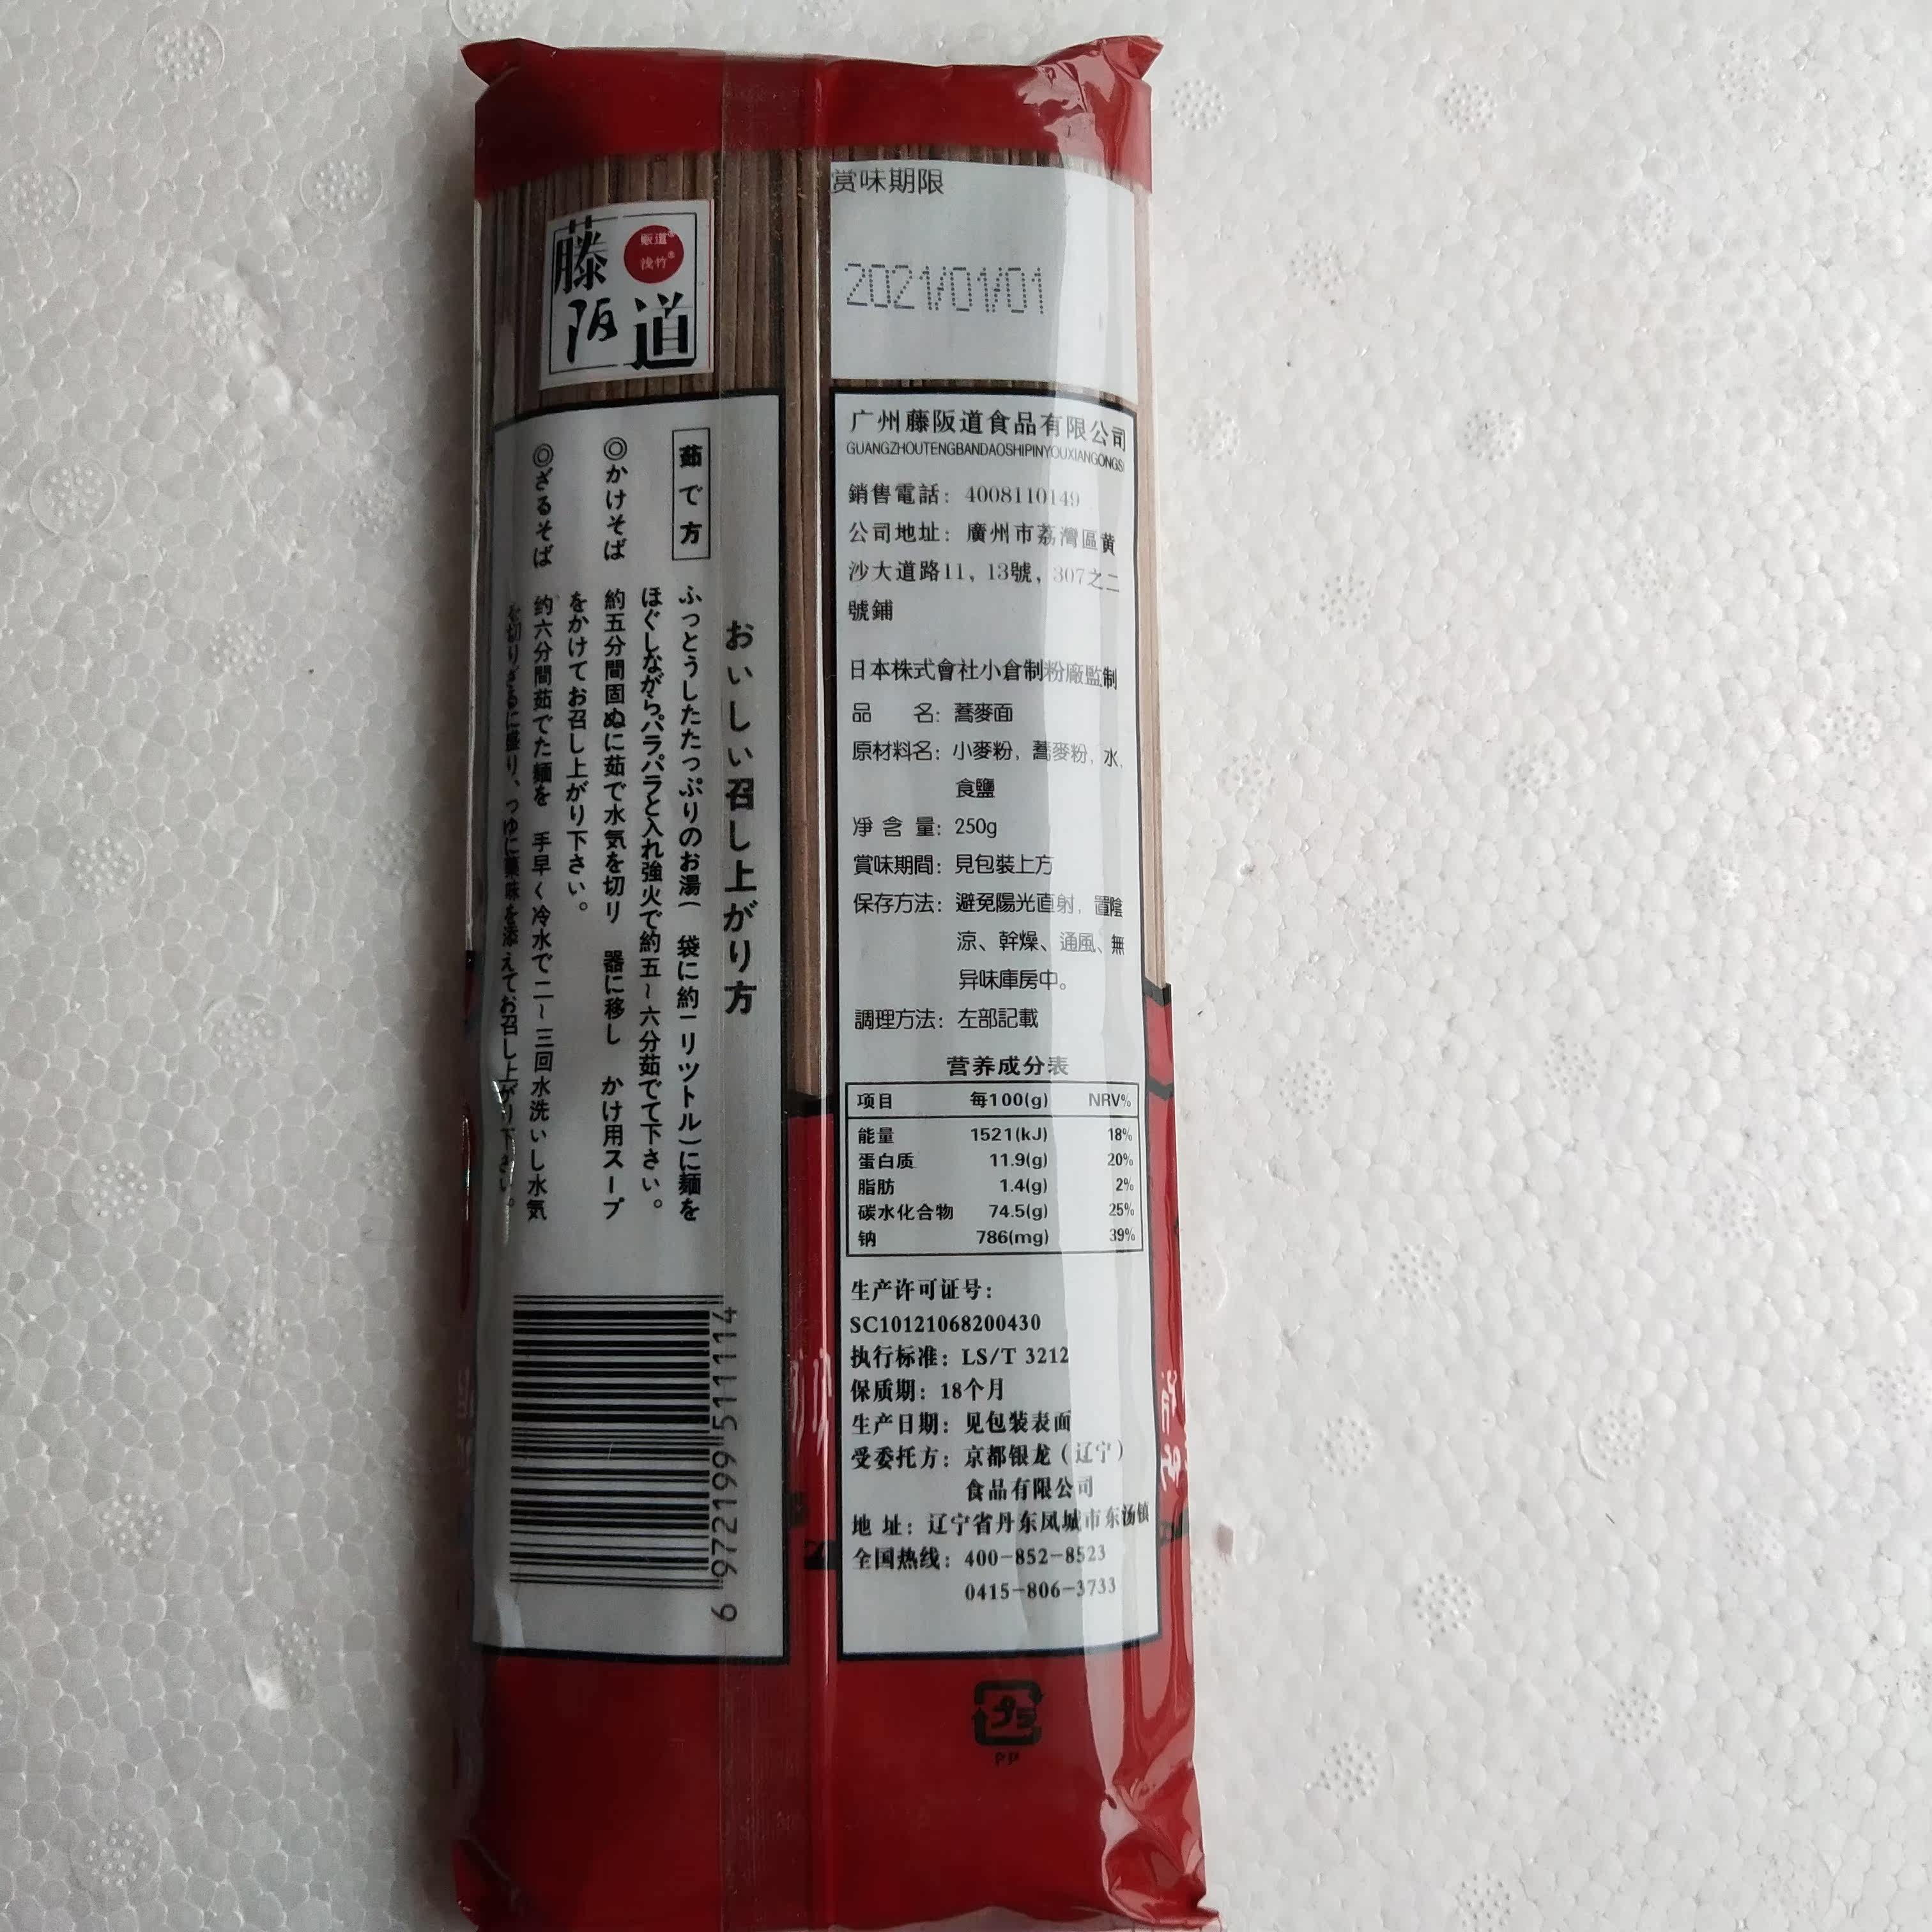 藤
阪道
販道®
浅竹®
おいしい召し上がり方
茹で方
ふっとうしたたっぷりのお湯(一袋に約一リツトル)に麺を
ほぐしながらパラパラと入れ強火で約五~六分茹でて下さい。
◎かけそば
約五分間固ぬに茹で水気を切リ 器に移し かけ用スープ
をかけてお召し上がり下さい。
◎ざるそば
约六分間茹でた麺を 手早く冷水で二~三回水洗いし水気
を切りざるに盛り、つゆに薬味を添えてお召し上がり下さい。
6972199511114
赏味期限
2021/01/01
广州藤阪道食品有限公司
GUANGZHOUTENGBANDAOSHIPINYOUXIANGONGSI
銷售電話: 4008110149
公司地址: 廣州市荔灣區黄
沙大道路11, 13號, 307之二
號鋪
日本株式會社小倉制粉廠監制
品 名: 蕎麥面
原材料名: 小麥粉, 蕎麥粉, 水,
食鹽
凈含量: 250g
賞味期間: 見包裝上方
保存方法: 避免陽光直射, 置陰
涼、幹燥、通風、無
异味庫房中。
調理方法: 左部記載
营养成分表
项目 每100(g) NRV%
能量 1521(kJ) 18%
蛋白质 11.9(g) 20%
脂肪 1.4(g) 2%
碳水化合物 74.5(g) 25%
钠 786(mg) 39%
生产许可证号:
SC10121068200430
执行标准: LS/T 3212
保质期: 18个月
生产日期: 见包装表面
受委托方: 京都银龙(辽宁)
食品有限公司
地 址: 辽宁省丹东凤城市东汤镇
全国热线: 400-852-8523
0415-806-3733
プラ
PP